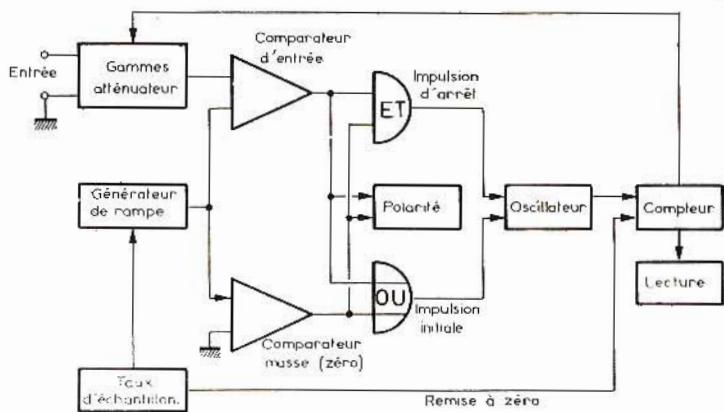 Comparateur
d'entrée
Entrée
Gammes
atténuateur
Impulsion
d'arrêt
ET
Générateur
de rampe
Polarité
Oscillateur
Compteur
Lecture
OU
Impulsion
initiale
Comparateur
masse (zéro)
Taux
d'échantillon.
Remise à zéro